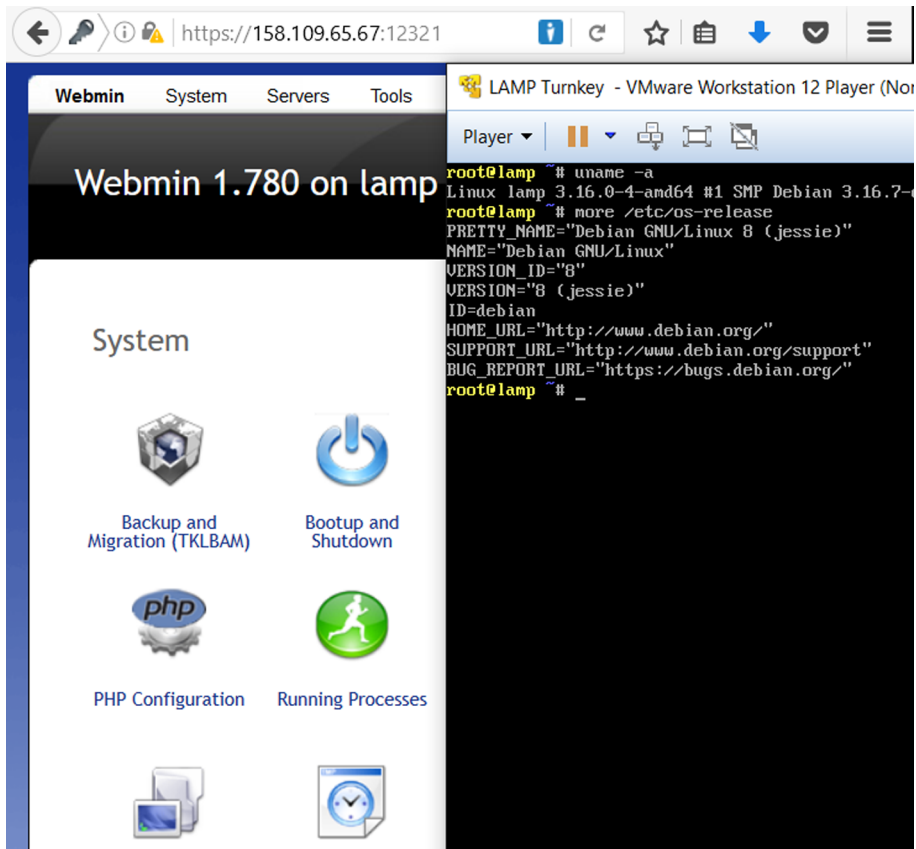 https://158.109.65.67:12321
Webmin System Servers Tools
Webmin 1.780 on lamp
System
Backup and
Migration (TKLBAM)
Bootup and
Shutdown
php
PHP Configuration
Running Processes
LAMP Turnkey - VMware Workstation 12 Player (Nor
Player
root@lamp ~# uname -a
Linux lamp 3.16.0-4-amd64 #1 SMP Debian 3.16.7-
root@lamp ~# more /etc/os-release
PRETTY_NAME="Debian GNU/Linux 8 (jessie)"
NAME="Debian GNU/Linux"
VERSION_ID="8"
VERSION="8 (jessie)"
ID=debian
HOME_URL="http://www.debian.org/"
SUPPORT_URL="http://www.debian.org/support"
BUG_REPORT_URL="https://bugs.debian.org/"
root@lamp ~# _